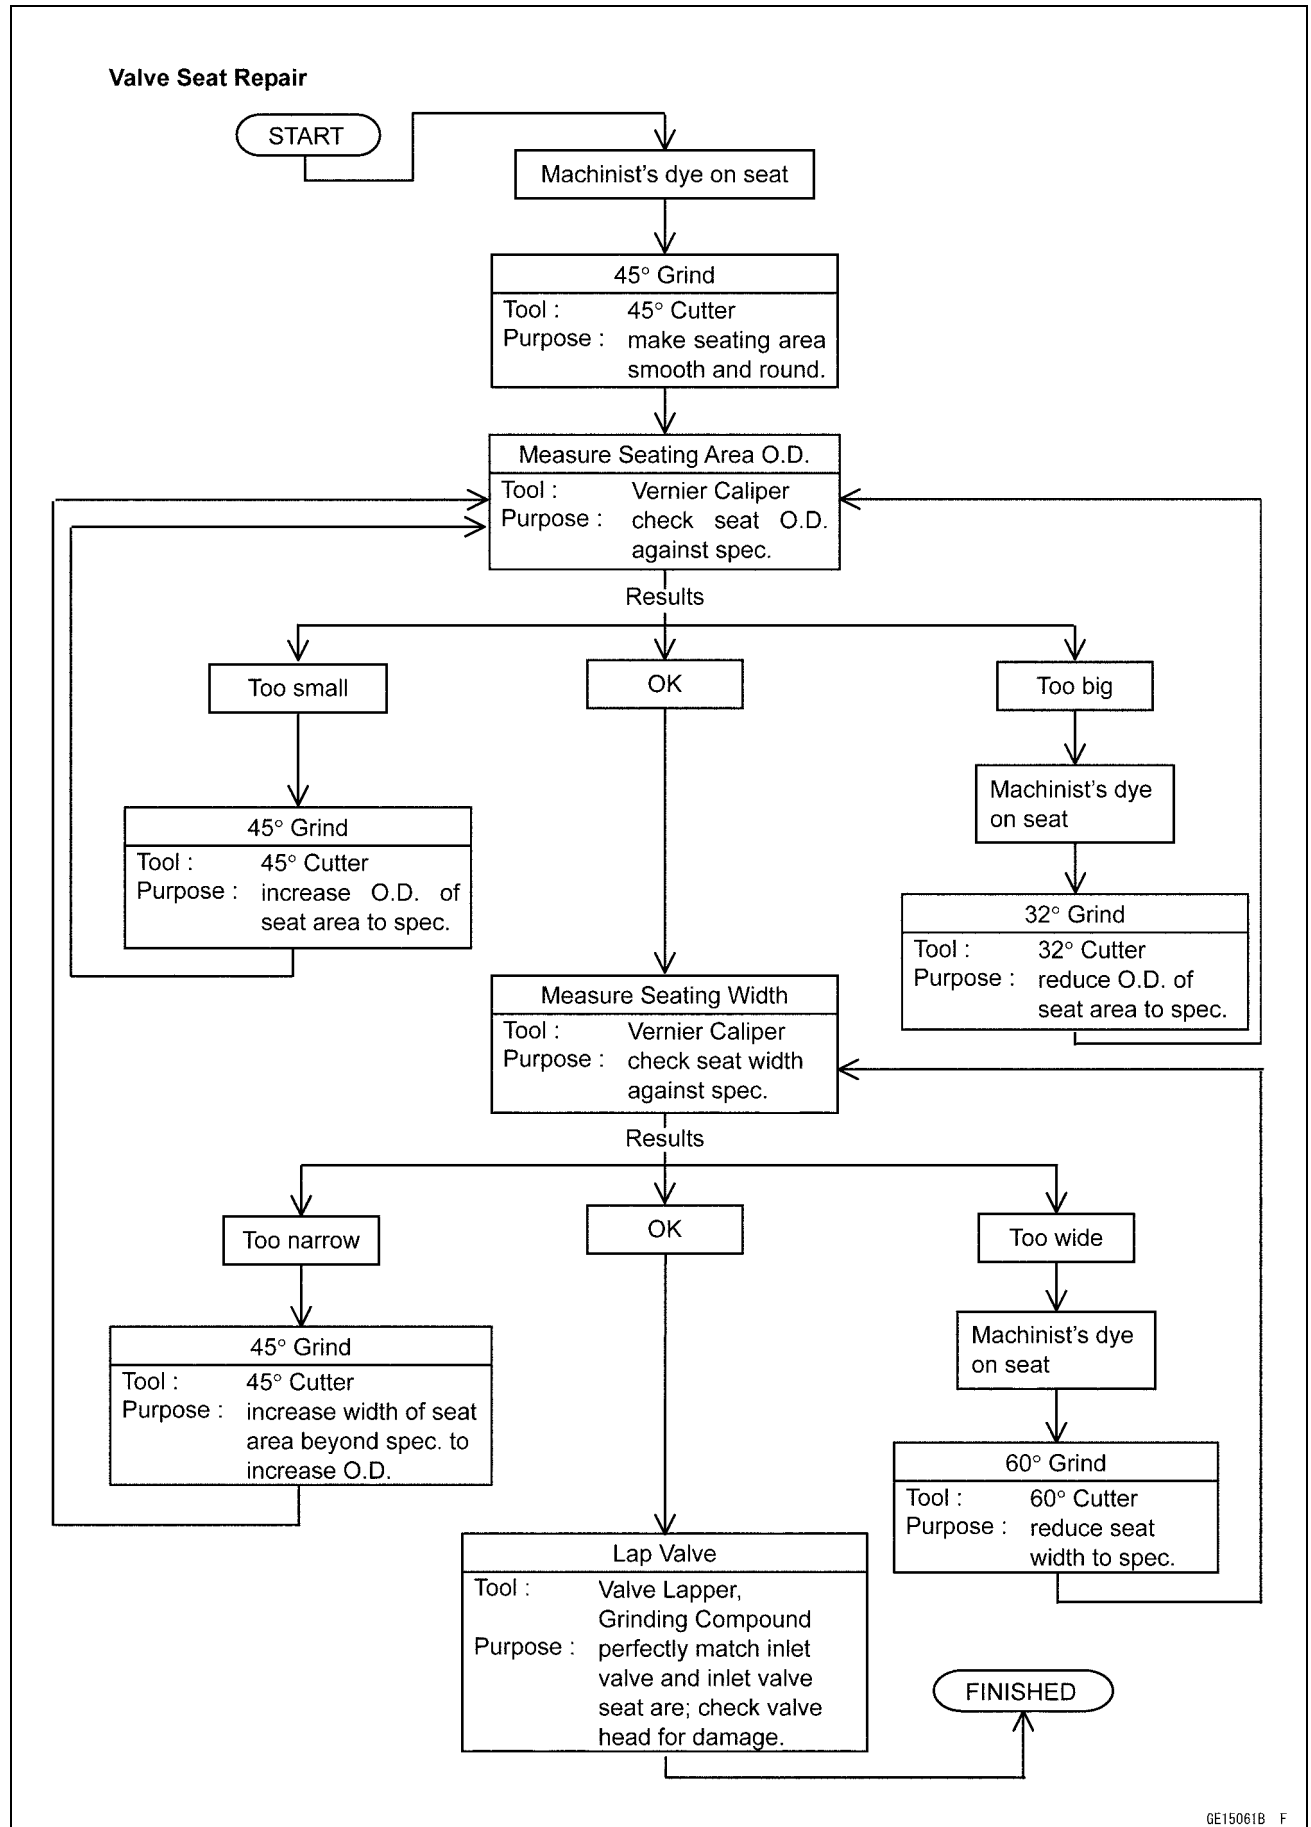 Valve Seat Repair
START
Machinist's dye on seat
45° Grind
Tool : 45° Cutter
Purpose : make seating area
smooth and round.
Measure Seating Area O.D.
Tool : Vernier Caliper
Purpose : check seat O.D.
against spec.
Results
Too small
OK
Too big
Machinist's dye
on seat
45° Grind
Tool : 45° Cutter
Purpose : increase O.D. of
seat area to spec.
32° Grind
Tool : 32° Cutter
Purpose : reduce O.D. of
seat area to spec.
Measure Seating Width
Tool : Vernier Caliper
Purpose : check seat width
against spec.
Results
Too narrow
OK
Too wide
Machinist's dye
on seat
45° Grind
Tool : 45° Cutter
Purpose : increase width of seat
area beyond spec. to
increase O.D.
60° Grind
Tool : 60° Cutter
Purpose : reduce seat
width to spec.
Lap Valve
Tool : Valve Lapper,
Grinding Compound
Purpose : perfectly match inlet
valve and inlet valve
seat are; check valve
head for damage.
FINISHED
GE15061B F